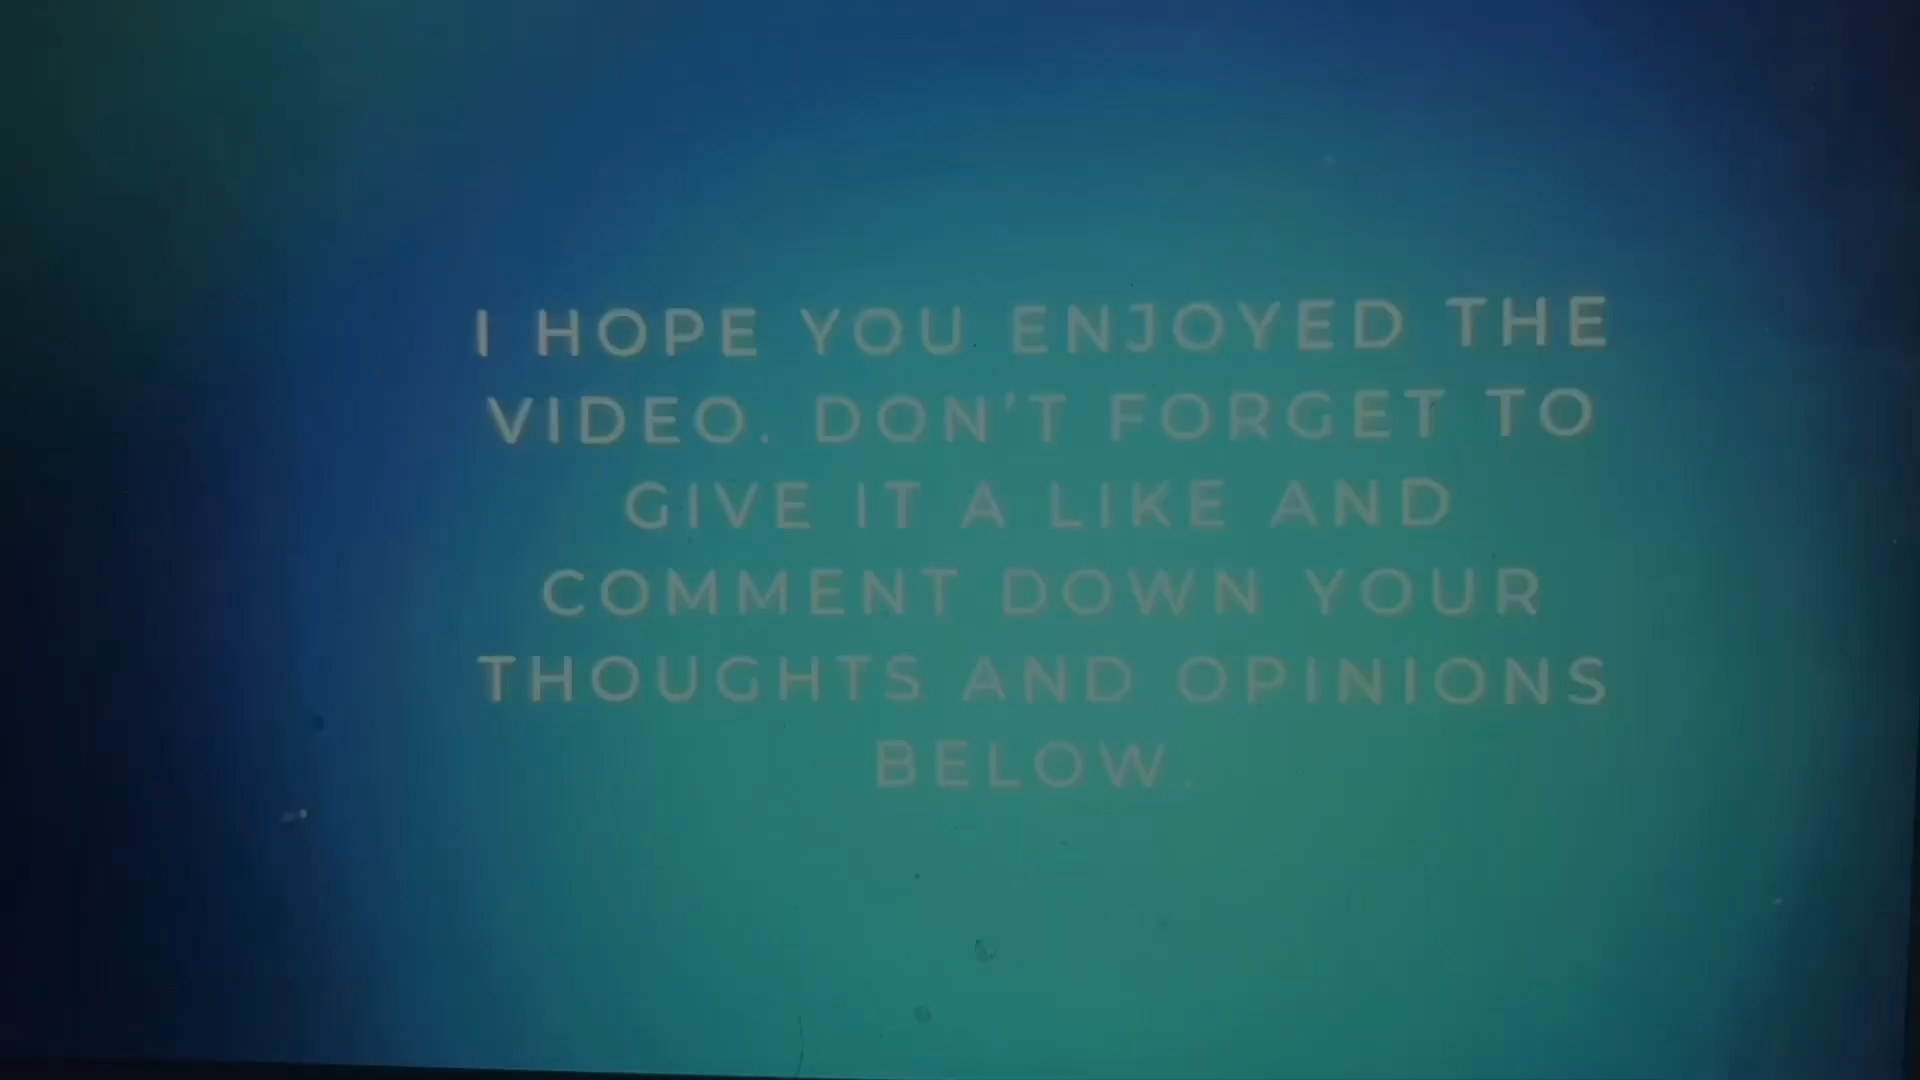 I HOPE YOU ENJOYED THE
VIDEO. DON'T FORGET TO
GIVE IT A LIKE AND
COMMENT DOWN YOUR
THOUGHTS AND OPINIONS
BELOW.